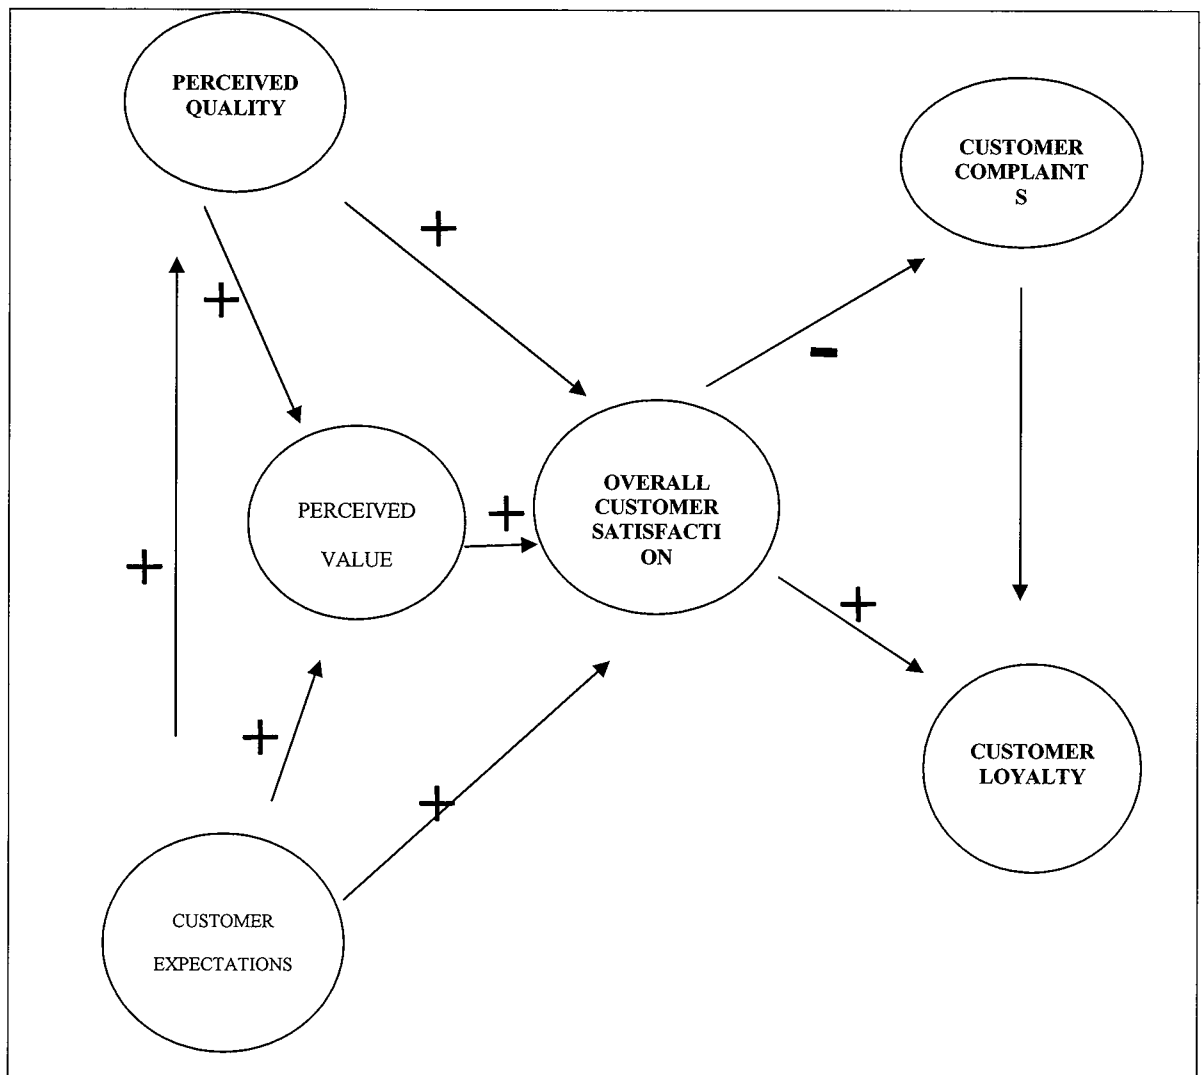 PERCEIVED
QUALITY
CUSTOMER
COMPLAINT
S
+
+
-
OVERALL
CUSTOMER
SATISFACTI
ON
PERCEIVED
VALUE
+
+
+
+
+
CUSTOMER
LOYALTY
CUSTOMER
EXPECTATIONS